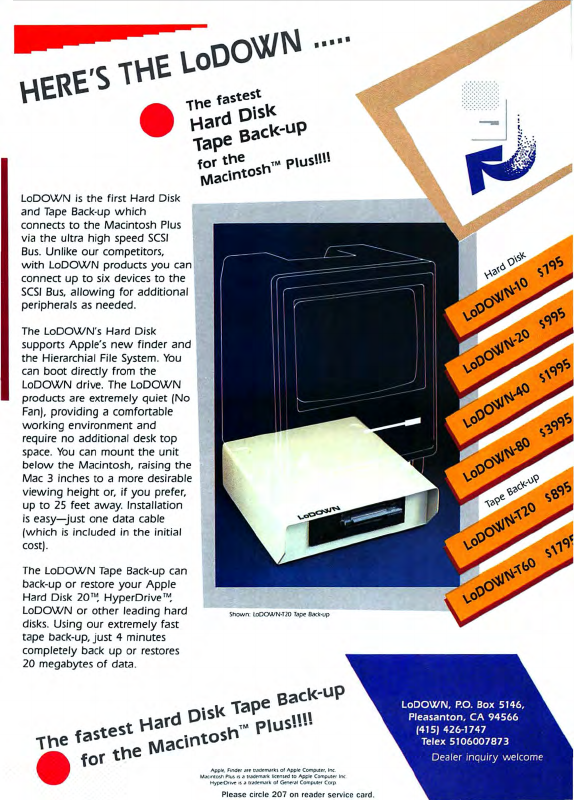 HERE'S THE LoDOWN .....
The fastest
Hard Disk
Tape Back-up
for the
Macintosh™ Plus!!!!
LoDOWN is the first Hard Disk
and Tape Back-up which
connects to the Macintosh Plus
via the ultra high speed SCSI
Bus. Unlike our competitors,
with LoDOWN products you can
connect up to six devices to the
SCSI Bus, allowing for additional
peripherals as needed.
The LoDOWN's Hard Disk
supports Apple's new finder and
the Hierarchial File System. You
can boot directly from the
LoDOWN drive. The LoDOWN
products are extremely quiet (No
Fan), providing a comfortable
working environment and
require no additional desk top
space. You can mount the unit
below the Macintosh, raising the
Mac 3 inches to a more desirable
viewing height or, if you prefer,
up to 25 feet away. Installation
is easy—just one data cable
(which is included in the initial
cost).
The LoDOWN Tape Back-up can
back-up or restore your Apple
Hard Disk 20™, HyperDrive™,
LoDOWN or other leading hard
disks. Using our extremely fast
tape back-up, just 4 minutes
completely back up or restores
20 megabytes of data.
Hard Disk
LoDOWN-10 $795
LoDOWN-20 $995
LoDOWN-40 $1995
LoDOWN-80 $3995
Tape Back-up
LoDOWN-T20 $895
LoDOWN-T60 $1795
LoDOWN
Shown: LoDOWN-T20 Tape Back-up
The fastest Hard Disk Tape Back-up
for the Macintosh™ Plus!!!!
LoDOWN, P.O. Box 5146,
Pleasanton, CA 94566
(415) 426-1747
Telex 5106007873
Dealer inquiry welcome
Apple, Finder are trademarks of Apple Computer, Inc.
Macintosh Plus is a trademark licensed to Apple Computer Inc
HyperDrive is a trademark of General Computer Corp
Please circle 207 on reader service card.